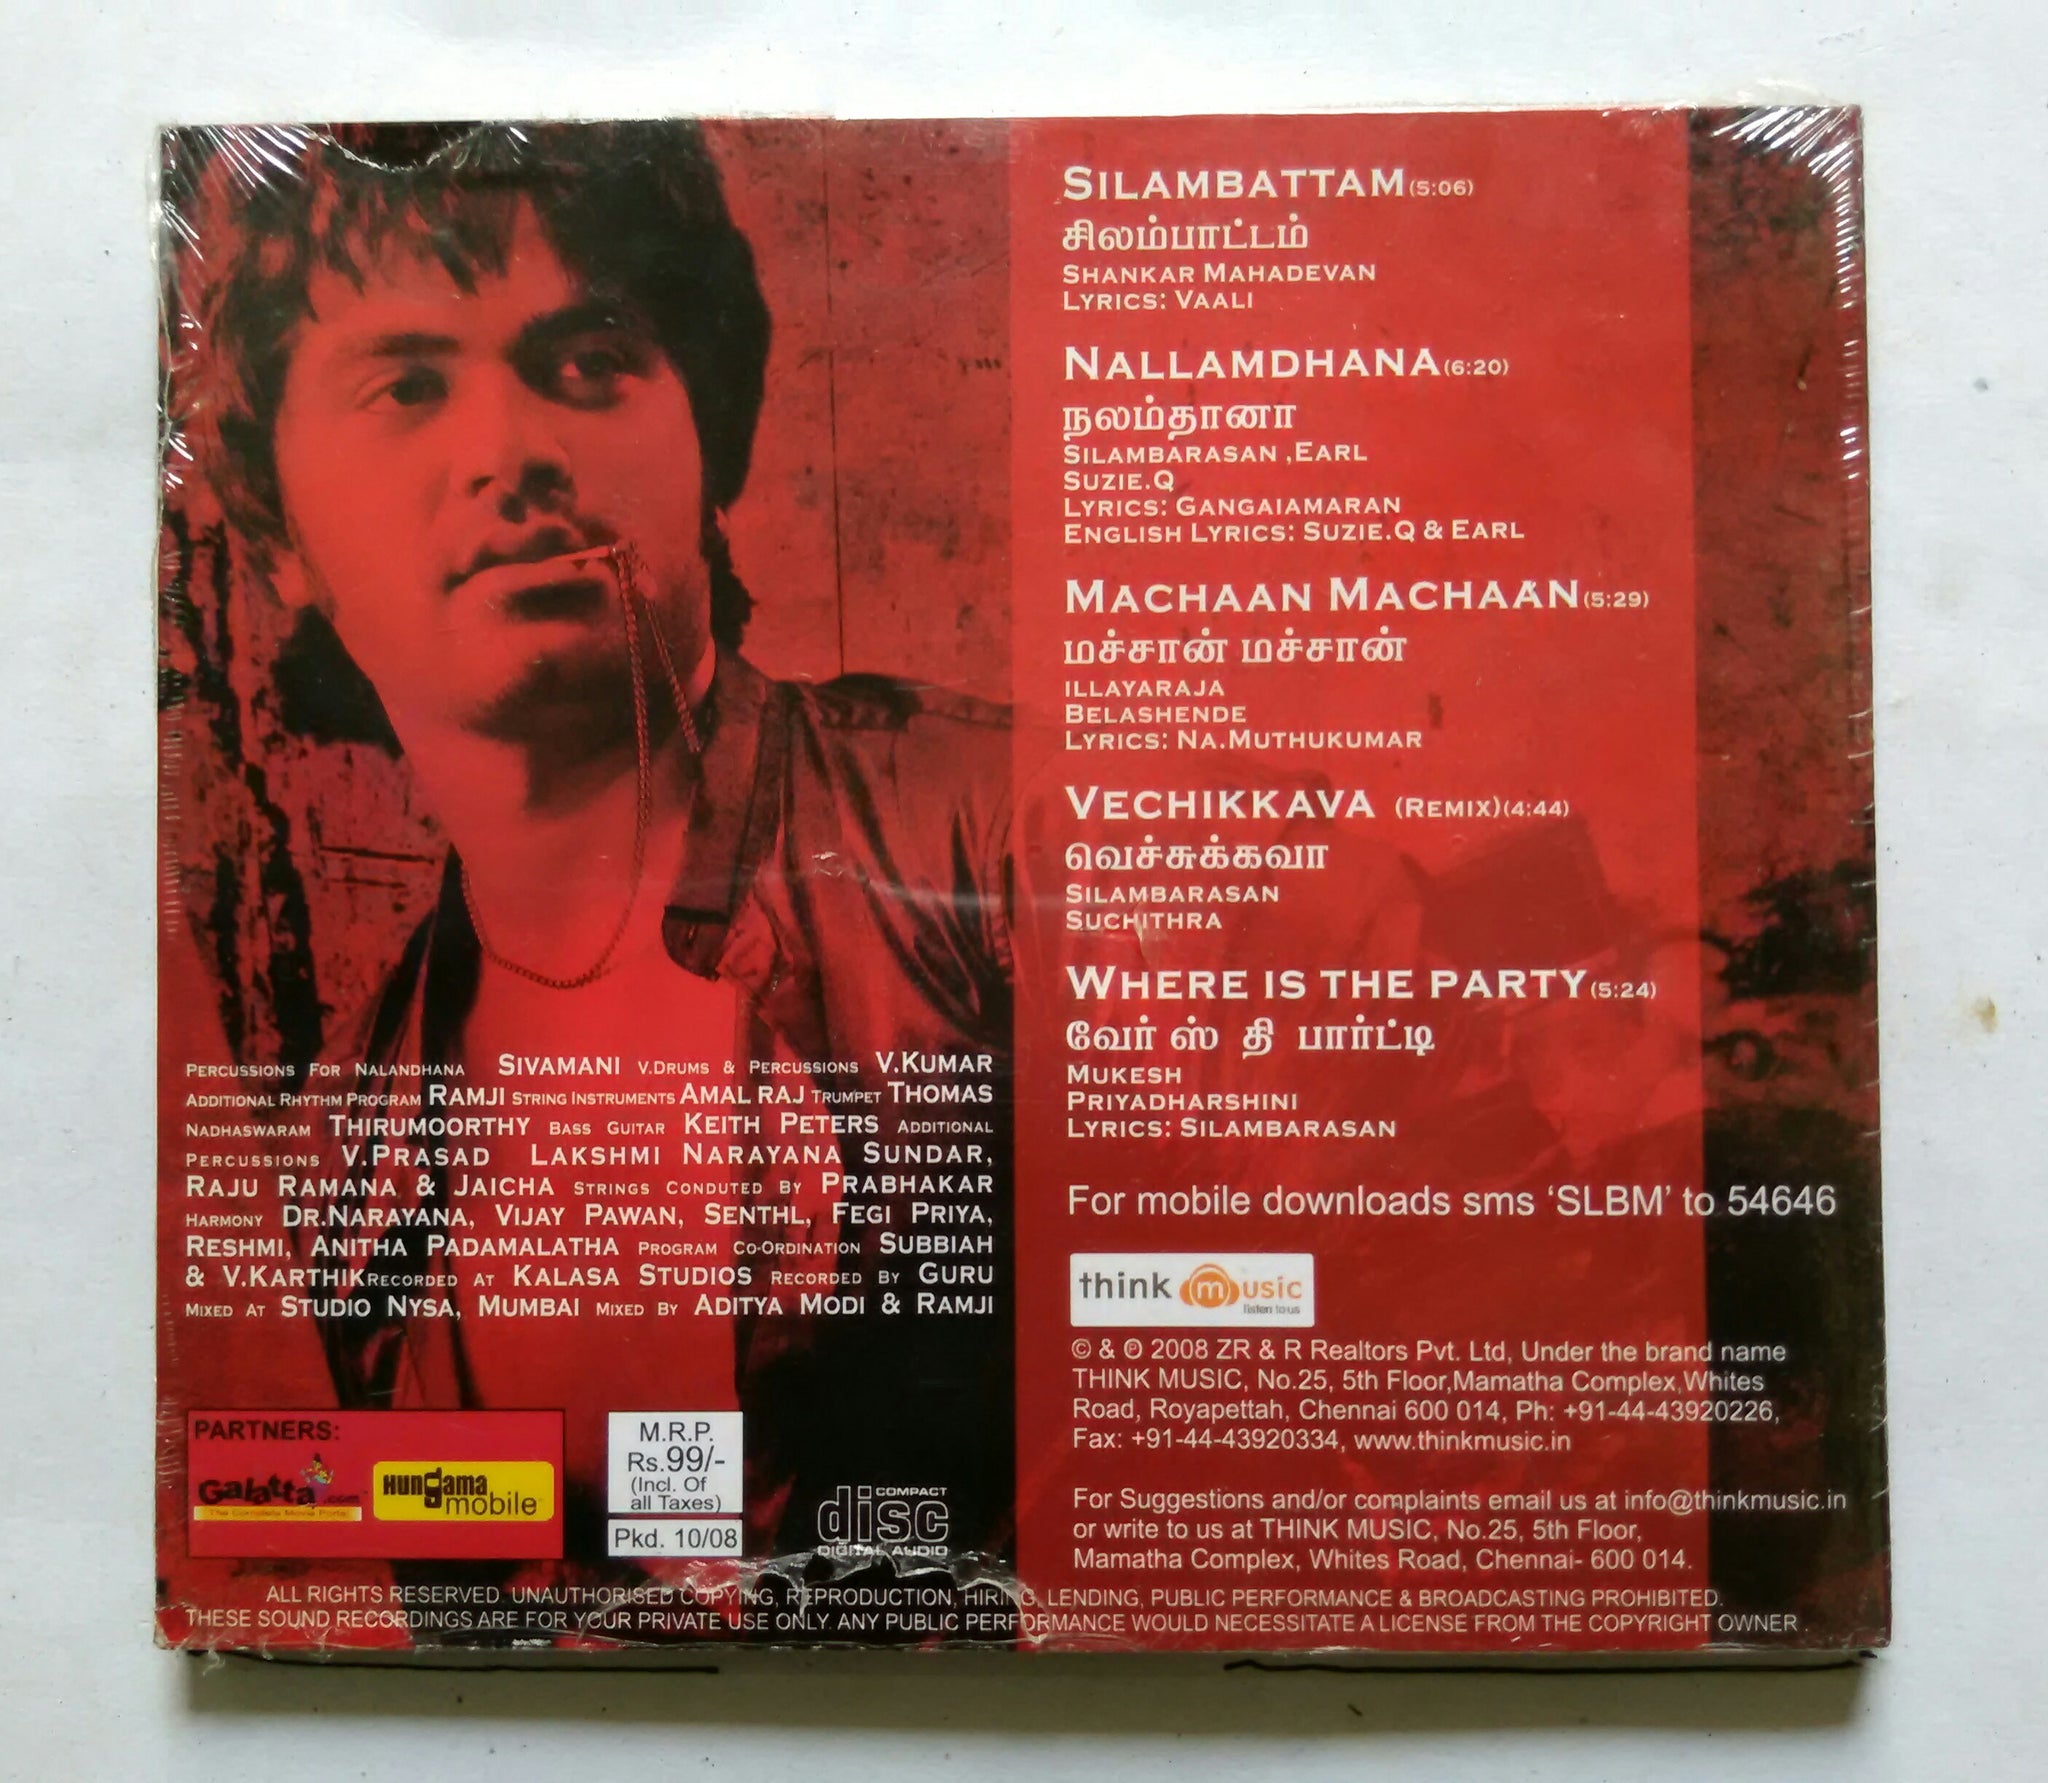 SILAMBATTAM(5:06)
சிலம்பாட்டம்
SHANKAR MAHADEVAN
LYRICS: VAALI
NALLAMDHANA(6:20)
நலம்தானா
SILAMBARASAN ,EARL
SUZIE.Q
LYRICS: GANGAIAMARAN
ENGLISH LYRICS: SUZIE.Q & EARL
MACHAAN MACHAAN(5:29)
மச்சான் மச்சான்
ILLAYARAJA
BELASHENDE
LYRICS: NA.MUTHUKUMAR
VECHIKKAVA (REMIX)(4:44)
வெச்சுக்கவா
SILAMBARASAN
SUCHITHRA
WHERE IS THE PARTY(5:24)
வேர் ஸ் தி பார்ட்டி
MUKESH
PRIYADHARSHINI
LYRICS: SILAMBARASAN
For mobile downloads sms ‘SLBM’ to 54646
think music
listen to us
© & ℗ 2008 ZR & R Realtors Pvt. Ltd, Under the brand name
THINK MUSIC, No.25, 5th Floor,Mamatha Complex,Whites
Road, Royapettah, Chennai 600 014, Ph: +91-44-43920226,
Fax: +91-44-43920334, www.thinkmusic.in
For Suggestions and/or complaints email us at info@thinkmusic.in
or write to us at THINK MUSIC, No.25, 5th Floor,
Mamatha Complex, Whites Road, Chennai- 600 014.
PERCUSSIONS FOR NALANDHANA SIVAMANI V.DRUMS & PERCUSSIONS V.KUMAR
ADDITIONAL RHYTHM PROGRAM RAMJI STRING INSTRUMENTS AMAL RAJ TRUMPET THOMAS
NADHASWARAM THIRUMOORTHY BASS GUITAR KEITH PETERS ADDITIONAL
PERCUSSIONS V.PRASAD LAKSHMI NARAYANA SUNDAR,
RAJU RAMANA & JAICHA STRINGS CONDUTED BY PRABHAKAR
HARMONY DR.NARAYANA, VIJAY PAWAN, SENTHL, FEGI PRIYA,
RESHMI, ANITHA PADAMALATHA PROGRAM CO-ORDINATION SUBBIAH
& V.KARTHIKRECORDED AT KALASA STUDIOS RECORDED BY GURU
MIXED AT STUDIO NYSA, MUMBAI MIXED BY ADITYA MODI & RAMJI
PARTNERS:
Galatta.com
The Complete Movie Portal
HUNgama
mobile
M.R.P.
Rs.99/-
(Incl. Of
all Taxes)
Pkd. 10/08
COMPACT
disc
DIGITAL AUDIO
ALL RIGHTS RESERVED. UNAUTHORISED COPYING, REPRODUCTION, HIRING, LENDING, PUBLIC PERFORMANCE & BROADCASTING PROHIBITED.
THESE SOUND RECORDINGS ARE FOR YOUR PRIVATE USE ONLY. ANY PUBLIC PERFORMANCE WOULD NECESSITATE A LICENSE FROM THE COPYRIGHT OWNER .